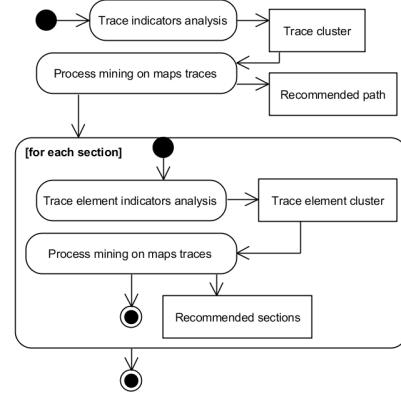 Trace indicators analysis
Trace cluster
Process mining on maps traces
Recommended path
[for each section]
Trace element indicators analysis
Trace element cluster
Process mining on maps traces
Recommended sections